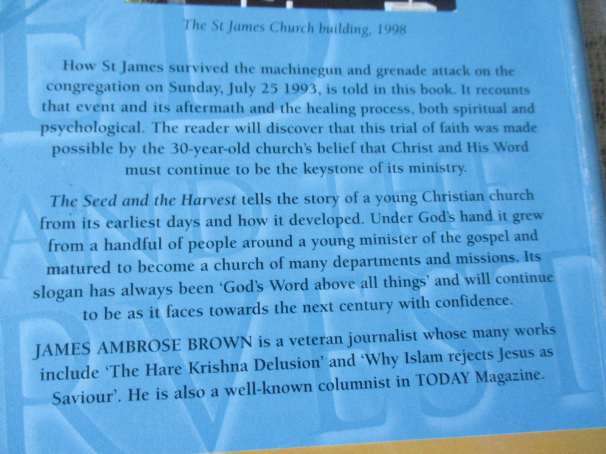 The St James Church building, 1998
How St James survived the machinegun and grenade attack on the
congregation on Sunday, July 25 1993, is told in this book. It recounts
that event and its aftermath and the healing process, both spiritual and
psychological. The reader will discover that this trial of faith was made
possible by the 30-year-old church's belief that Christ and His Word
must continue to be the keystone of its ministry.
The Seed and the Harvest tells the story of a young Christian church
from its earliest days and how it developed. Under God's hand it grew
from a handful of people around a young minister of the gospel and
matured to become a church of many departments and missions. Its
slogan has always been 'God's Word above all things' and will continue
to be as it faces towards the next century with confidence.
JAMES AMBROSE BROWN is a veteran journalist whose many works
include 'The Hare Krishna Delusion' and 'Why Islam rejects Jesus as
Saviour'. He is also a well-known columnist in TODAY Magazine.